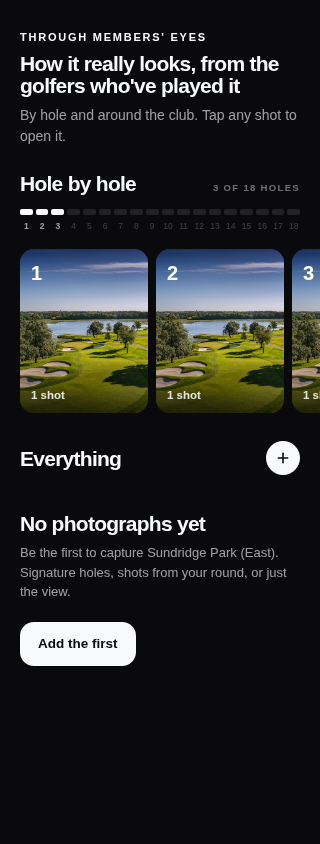 THROUGH MEMBERS' EYES
How it really looks, from the
golfers who've played it
By hole and around the club. Tap any shot to
open it.
Hole by hole
3 OF 18 HOLES
1 2 3 4 5 6 7 8 9 10 11 12 13 14 15 16 17 18
1
2
3
1 shot
1 shot
1 s
Everything
+
No photographs yet
Be the first to capture Sundridge Park (East).
Signature holes, shots from your round, or just
the view.
Add the first